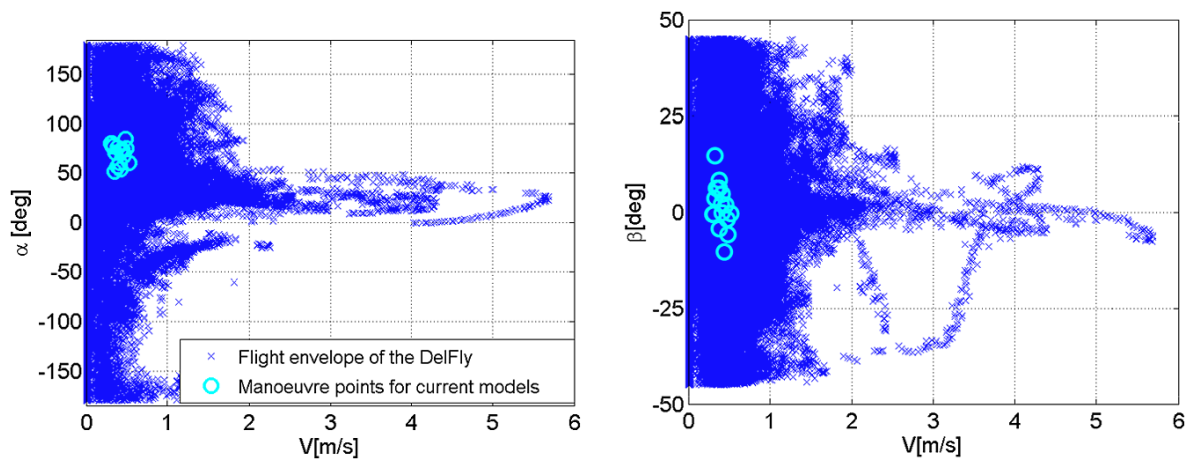 150
100
50
0
-50
-100
-150
α [deg]
0 1 2 3 4 5 6
V[m/s]
Flight envelope of the DelFly
Manoeuvre points for current models
50
25
0
-25
-50
β[deg]
0 1 2 3 4 5 6
V[m/s]